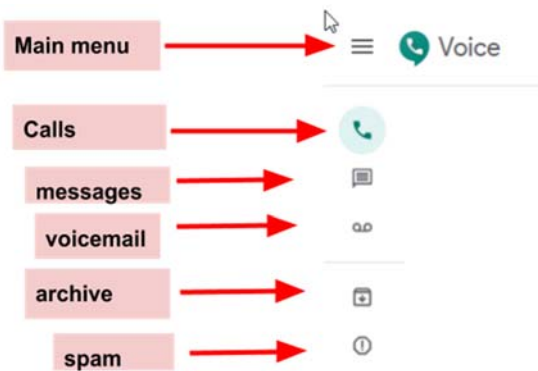 Main menu
Voice
Calls
messages
voicemail
archive
spam